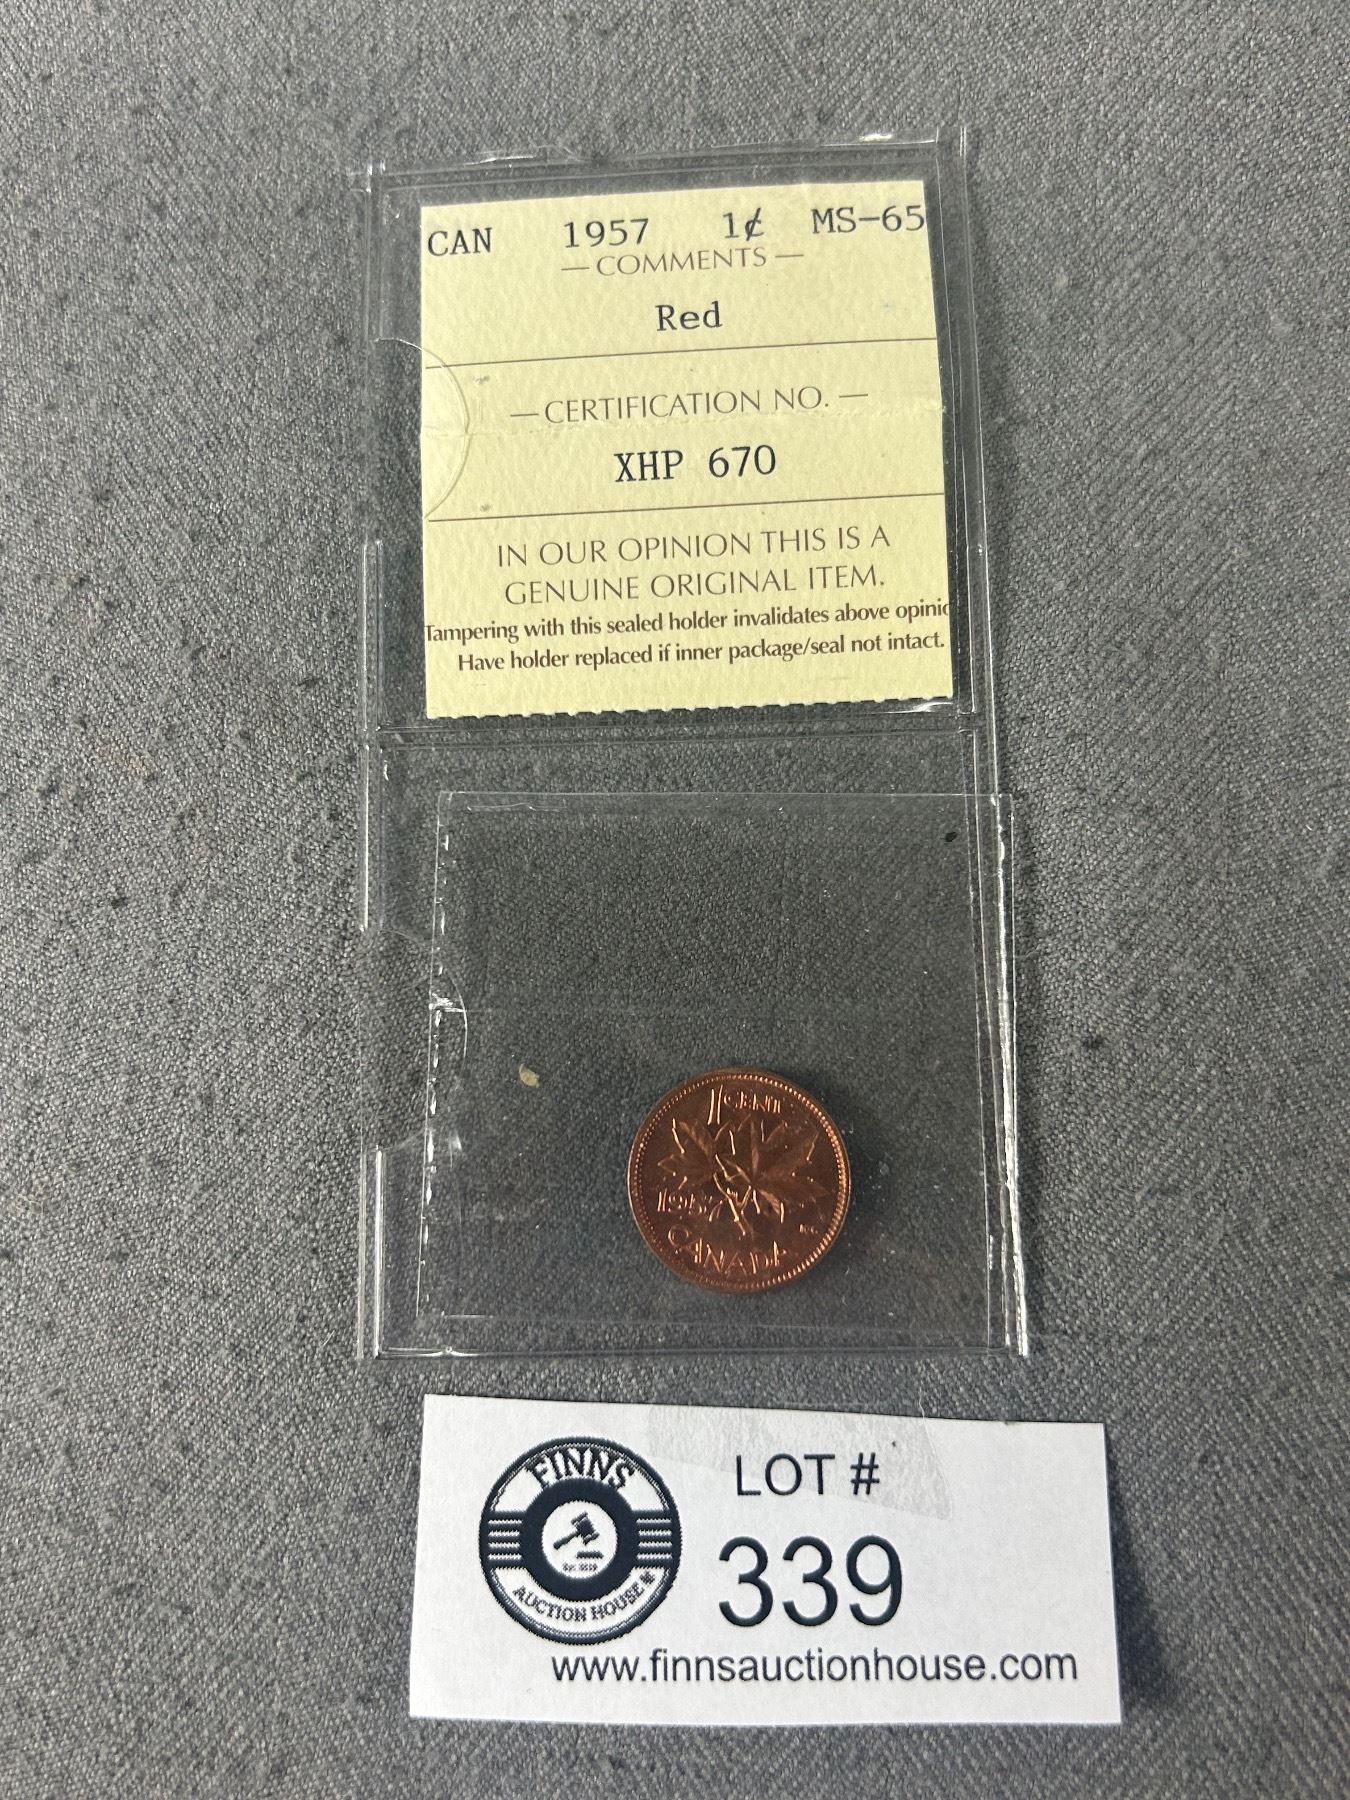 CAN 1957 1¢ MS-65
— COMMENTS —
Red
— CERTIFICATION NO. —
XHP 670
IN OUR OPINION THIS IS A
GENUINE ORIGINAL ITEM.
Tampering with this sealed holder invalidates above opinio
Have holder replaced if inner package/seal not intact.
1 CENT
1957
CANADA
FINNS
AUCTION HOUSE
LOT #
339
www.finnsauctionhouse.com